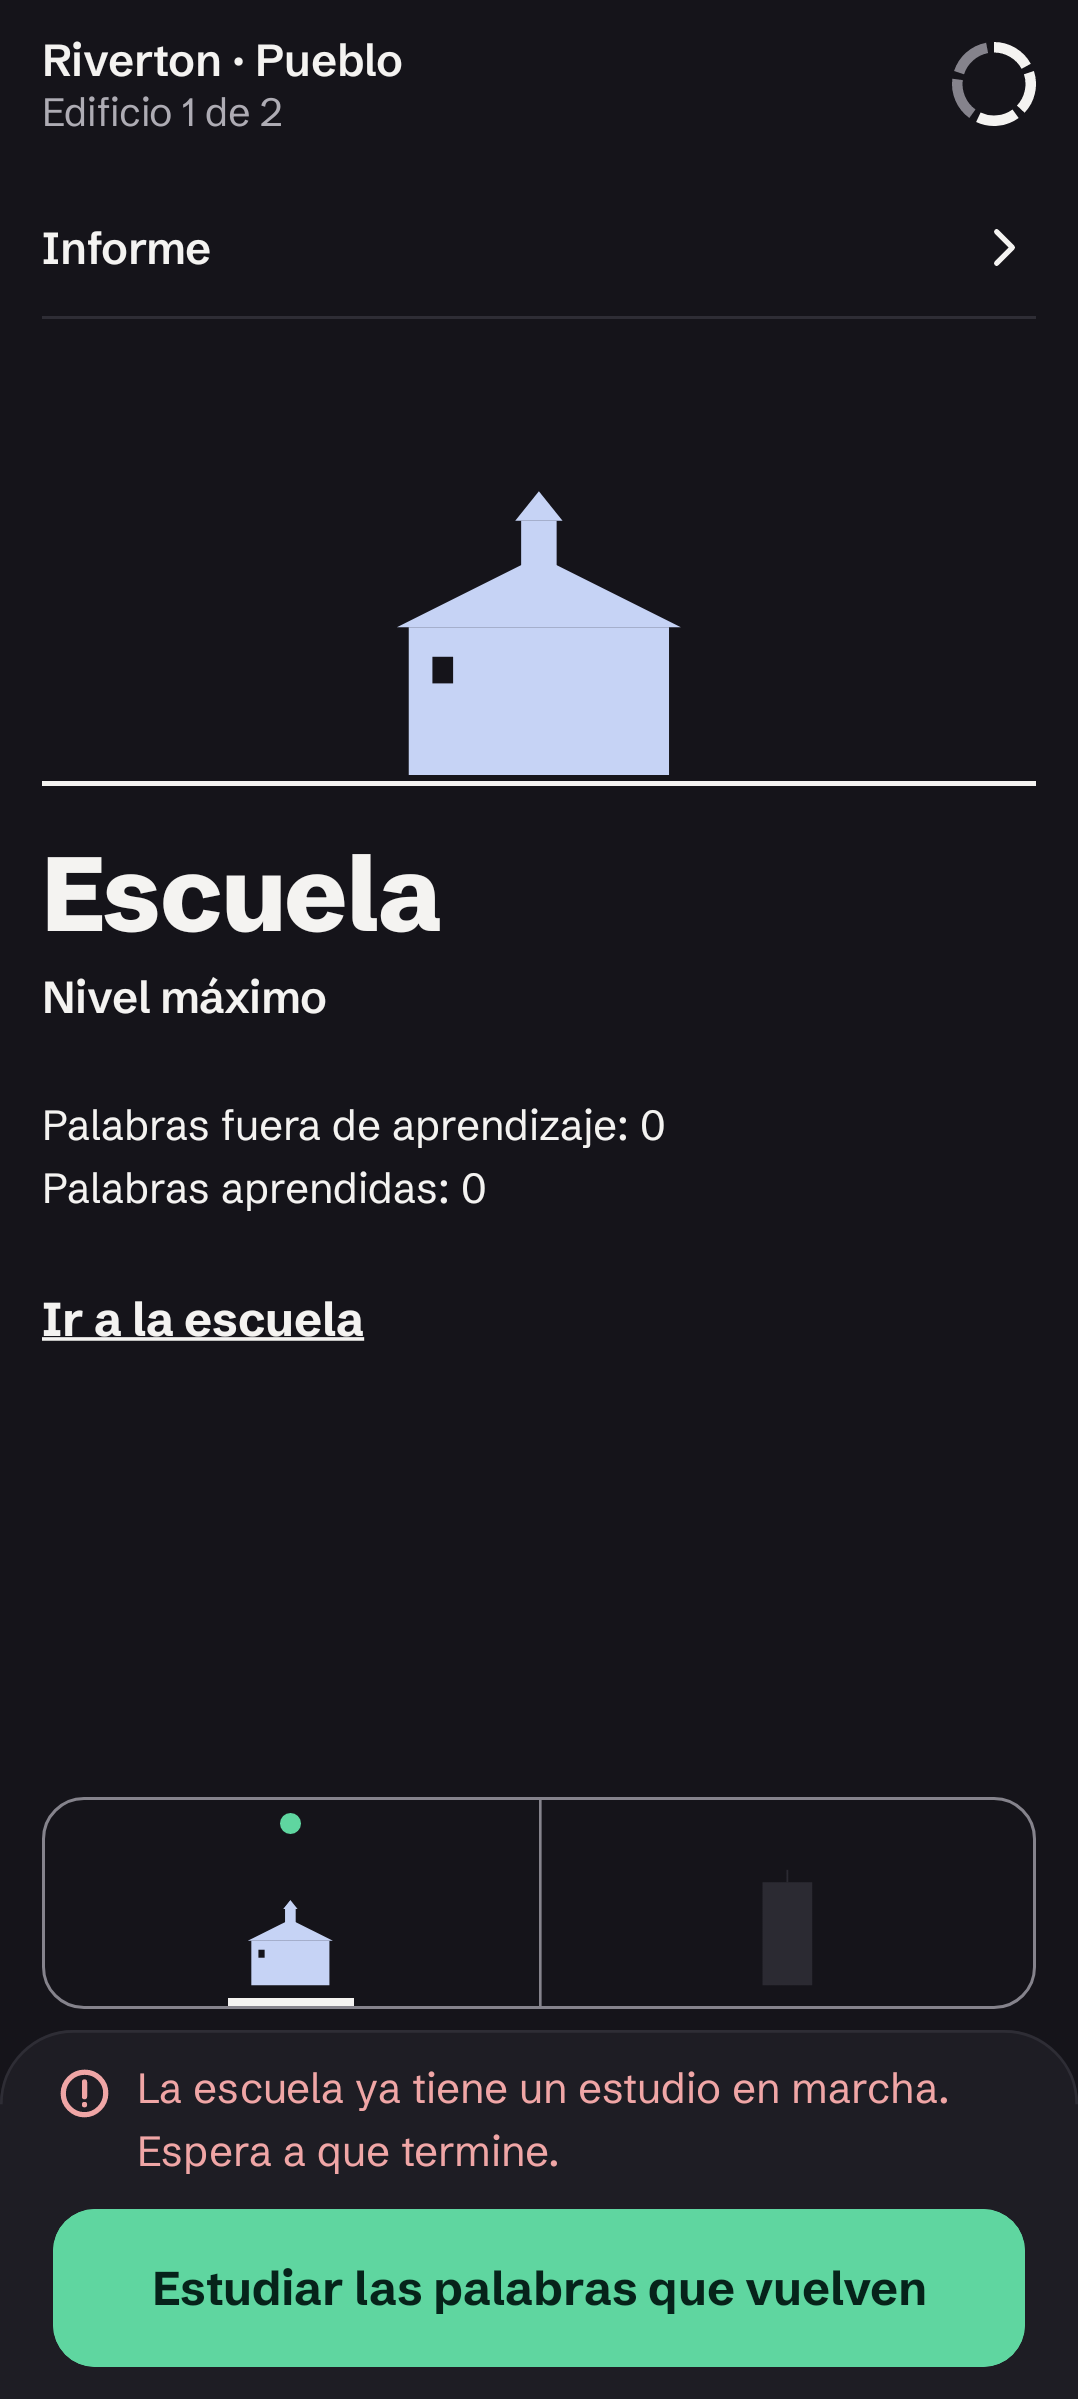 Riverton · Pueblo
Edificio 1 de 2
Informe
Escuela
Nivel máximo
Palabras fuera de aprendizaje: 0
Palabras aprendidas: 0
Ir a la escuela
La escuela ya tiene un estudio en marcha.
Espera a que termine.
Estudiar las palabras que vuelven